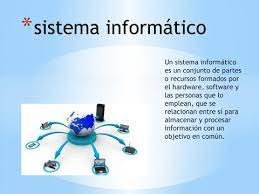 *sistema informático
Un sistema informático
es un conjunto de partes
o recursos formados por
el hardware, software y
las personas que lo
emplean, que se
relacionan entre sí para
almacenar y procesar
información con un
objetivo en común.